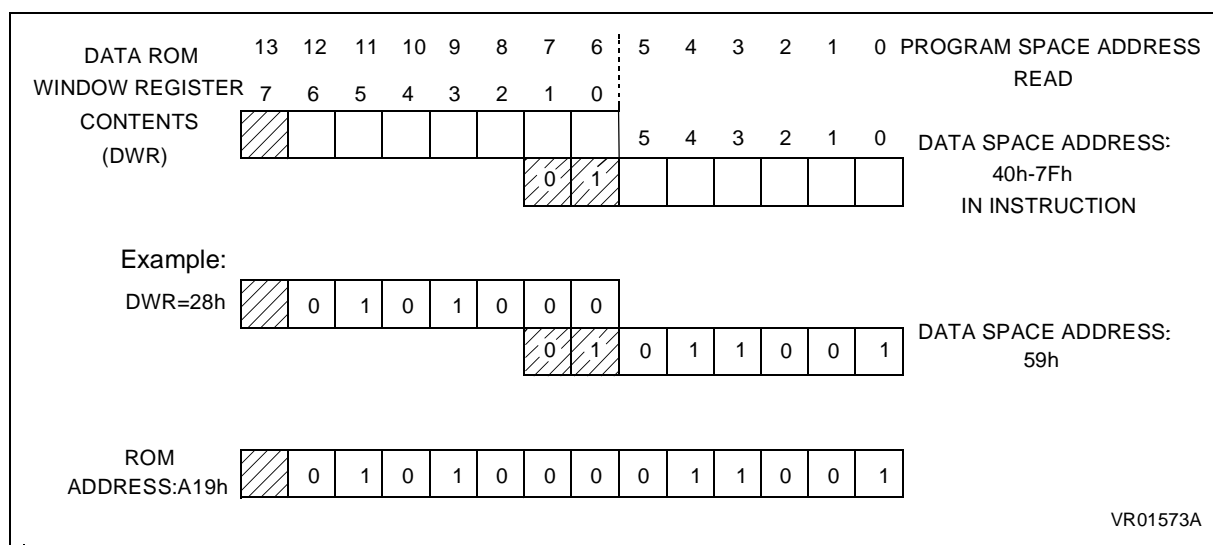 DATA ROM 13 12 11 10 9 8 7 6 5 4 3 2 1 0 PROGRAM SPACE ADDRESS
WINDOW REGISTER 7 6 5 4 3 2 1 0 READ
CONTENTS
(DWR) 5 4 3 2 1 0 DATA SPACE ADDRESS:
0 1 40h-7Fh
IN INSTRUCTION
Example:
DWR=28h 0 1 0 1 0 0 0
0 1 0 1 1 0 0 1 DATA SPACE ADDRESS:
59h
ROM
ADDRESS:A19h 0 1 0 1 0 0 0 0 1 1 0 0 1
VR01573A